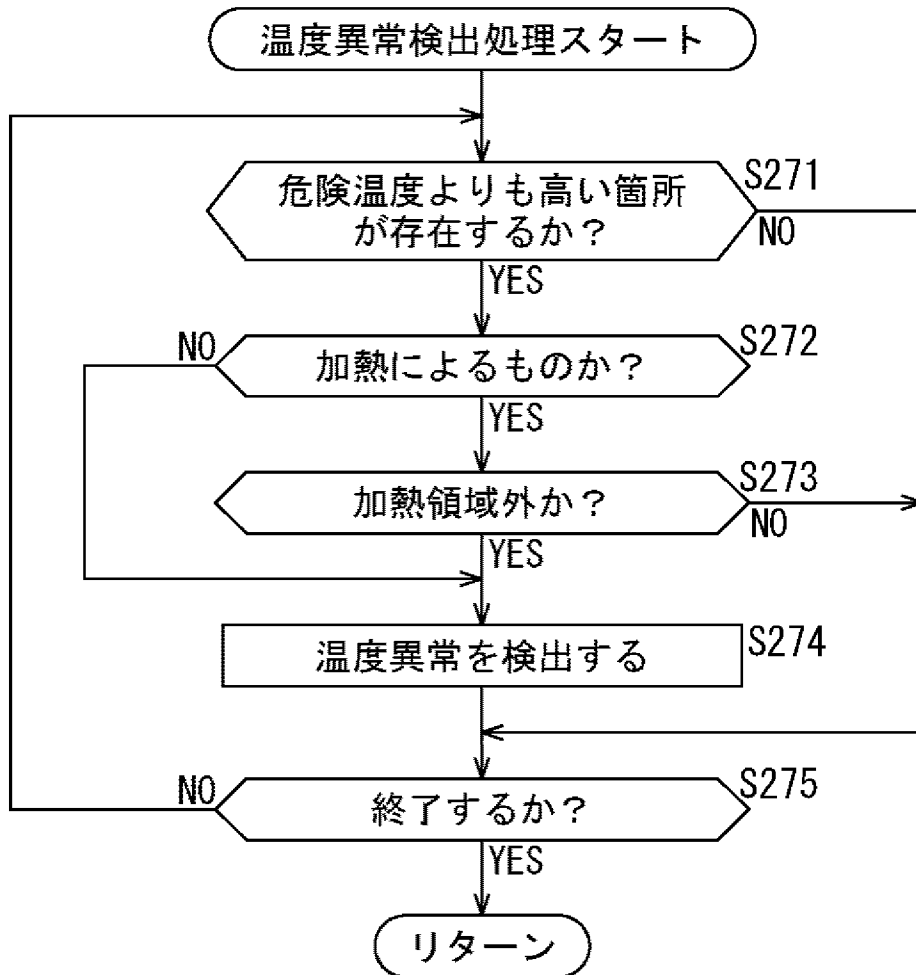 温度異常検出処理スタート
危険温度よりも高い箇所
が存在するか？
S271
NO
YES
NO
加熱によるものか？
S272
YES
加熱領域外か？
S273
NO
YES
温度異常を検出する
S274
NO
終了するか？
S275
YES
リターン